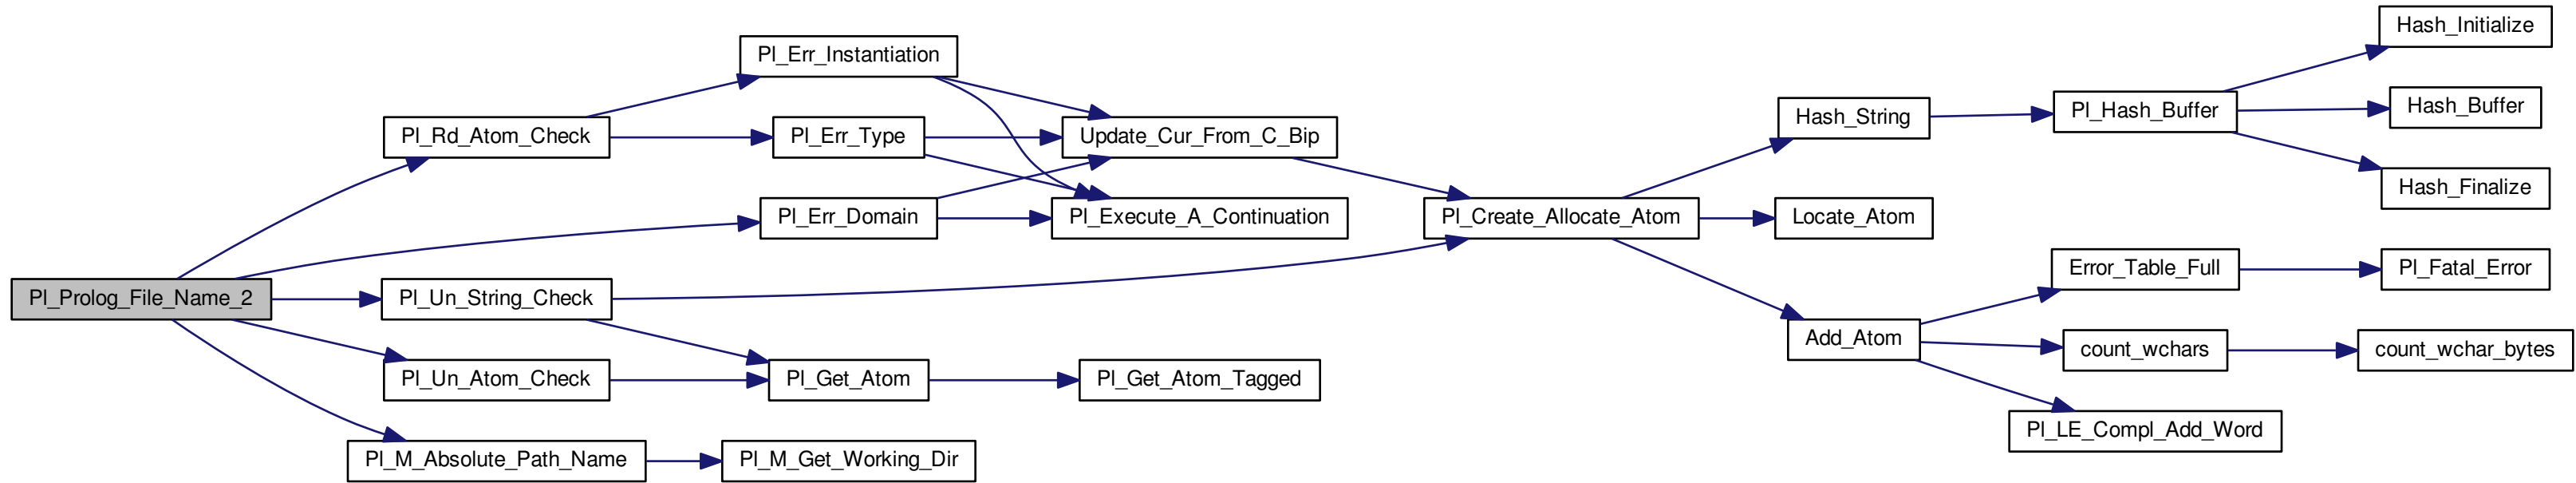 Pl_Prolog_File_Name_2
Pl_Rd_Atom_Check
Pl_Err_Instantiation
Pl_Err_Type
Pl_Err_Domain
Pl_Un_String_Check
Pl_Un_Atom_Check
Pl_M_Absolute_Path_Name
Update_Cur_From_C_Bip
Pl_Execute_A_Continuation
Pl_Get_Atom
Pl_Get_Atom_Tagged
Pl_M_Get_Working_Dir
Pl_Create_Allocate_Atom
Hash_String
Locate_Atom
Add_Atom
Pl_Hash_Buffer
Hash_Initialize
Hash_Buffer
Hash_Finalize
Error_Table_Full
Pl_Fatal_Error
count_wchars
count_wchar_bytes
Pl_LE_Compl_Add_Word